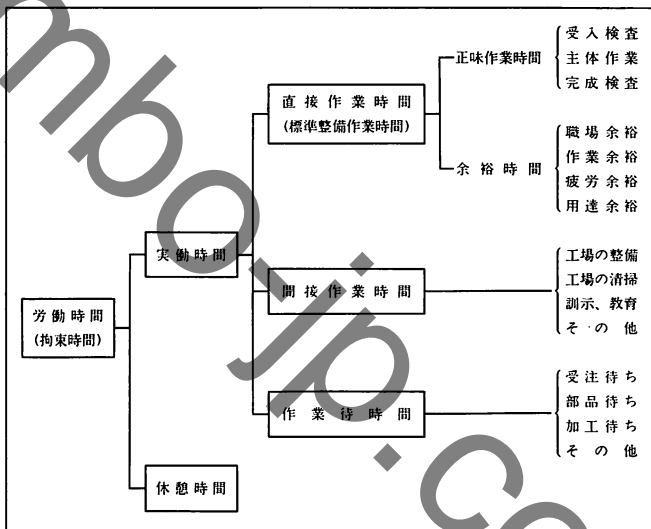 受入検査
正味作業時間
主体作業
完成検査
直接作業時間
(標準整備作業時間)
職場余裕
作業余裕
余裕時間
疲労余裕
用達余裕
実働時間
工場の整備
工場の清掃
間接作業時間
訓示、教育
その他
労働時間
(拘束時間)
受注待ち
部品待ち
作業待時間
加工待ち
その他
休憩時間
mbo-jp.co